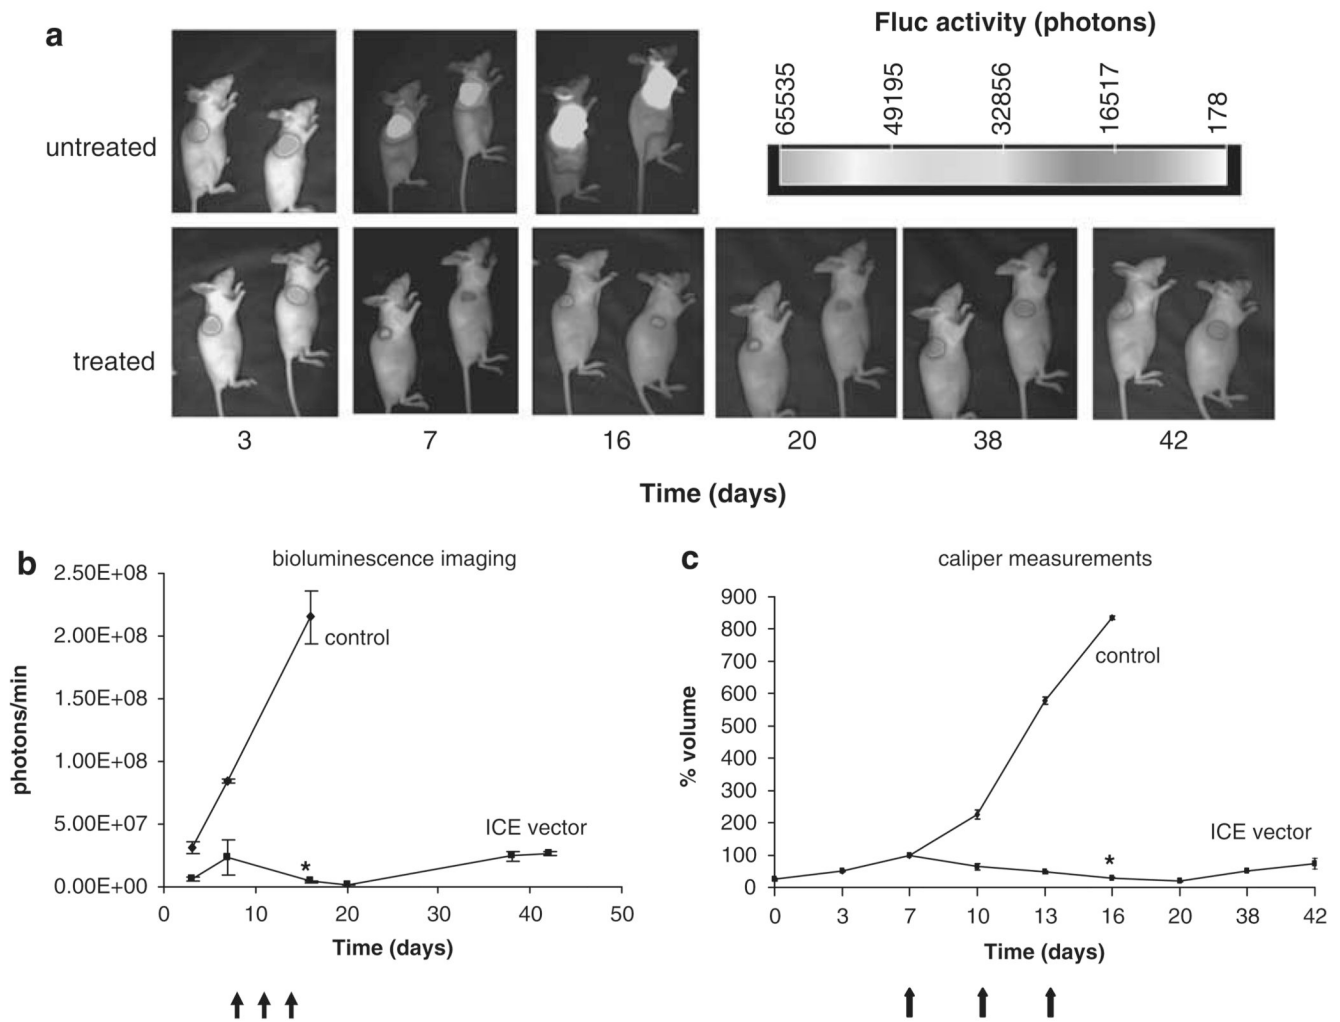 a
Fluc activity (photons)
65535
49195
32856
16517
178
untreated
treated
3 7 16 20 38 42
Time (days)
b
bioluminescence imaging
2.50E+08
2.00E+08
1.50E+08
1.00E+08
5.00E+07
0.00E+00
photons/min
control
ICE vector
*
0 10 20 30 40 50
Time (days)
c
caliper measurements
900
800
700
600
500
400
300
200
100
0
% volume
control
ICE vector
*
0 3 7 10 13 16 20 38 42
Time (days)